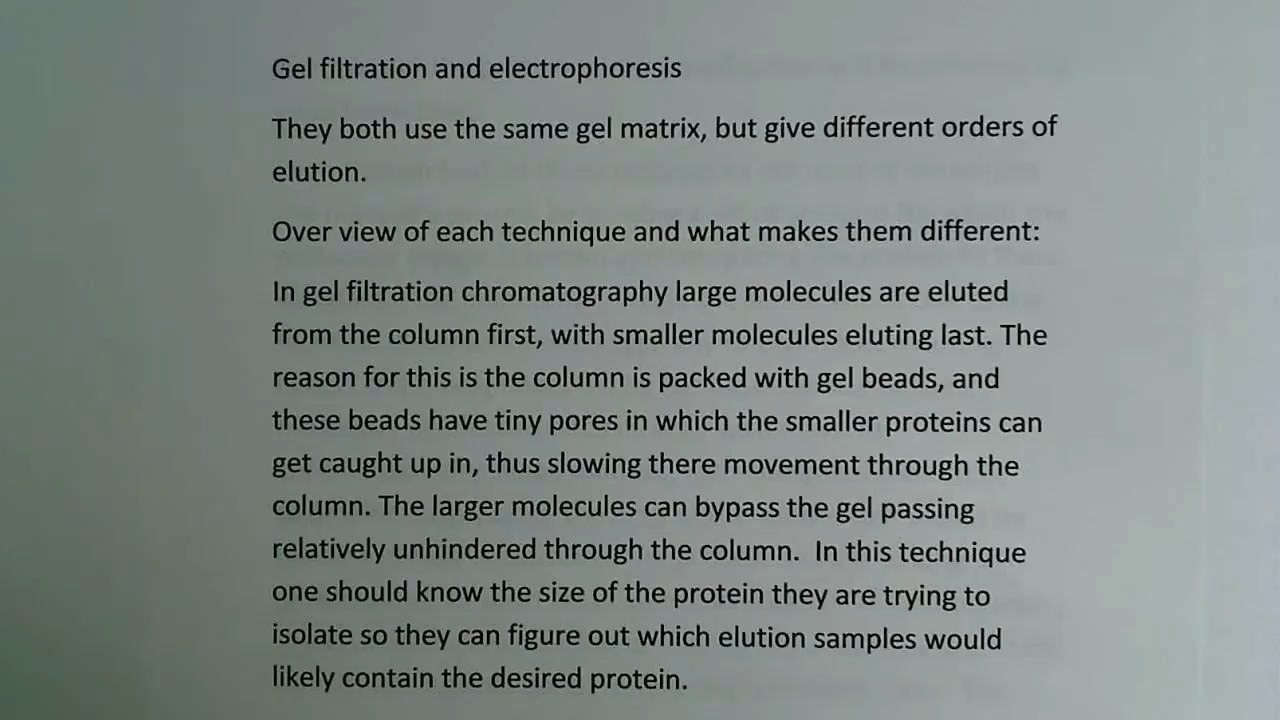 Gel filtration and electrophoresis
They both use the same gel matrix, but give different orders of
elution.
Over view of each technique and what makes them different:
In gel filtration chromatography large molecules are eluted
from the column first, with smaller molecules eluting last. The
reason for this is the column is packed with gel beads, and
these beads have tiny pores in which the smaller proteins can
get caught up in, thus slowing there movement through the
column. The larger molecules can bypass the gel passing
relatively unhindered through the column.  In this technique
one should know the size of the protein they are trying to
isolate so they can figure out which elution samples would
likely contain the desired protein.